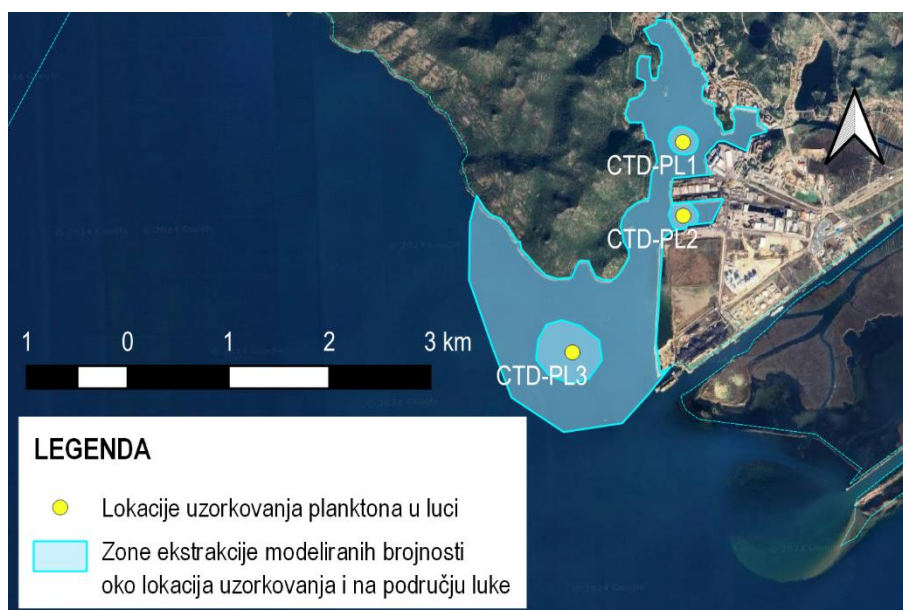 CTD-PL1
CTD-PL2
1 0 1 2 3 km
CTD-PL3
LEGENDA
Lokacije uzorkovanja planktona u luci
Zone ekstrakcije modeliranih brojnosti
oko lokacija uzorkovanja i na području luke